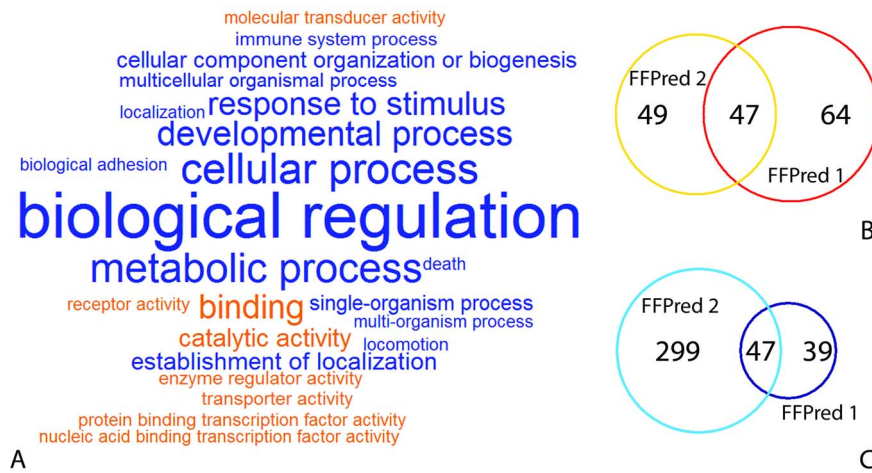 molecular transducer activity
immune system process
cellular component organization or biogenesis
multicellular organismal process
localization response to stimulus
developmental process
biological adhesion cellular process
biological regulation
metabolic process death
receptor activity binding single-organism process
multi-organism process
catalytic activity locomotion
establishment of localization
enzyme regulator activity
transporter activity
protein binding transcription factor activity
nucleic acid binding transcription factor activity
A
FFPred 2
49 47 64
FFPred 1
B
FFPred 2
299 47 39
FFPred 1
C